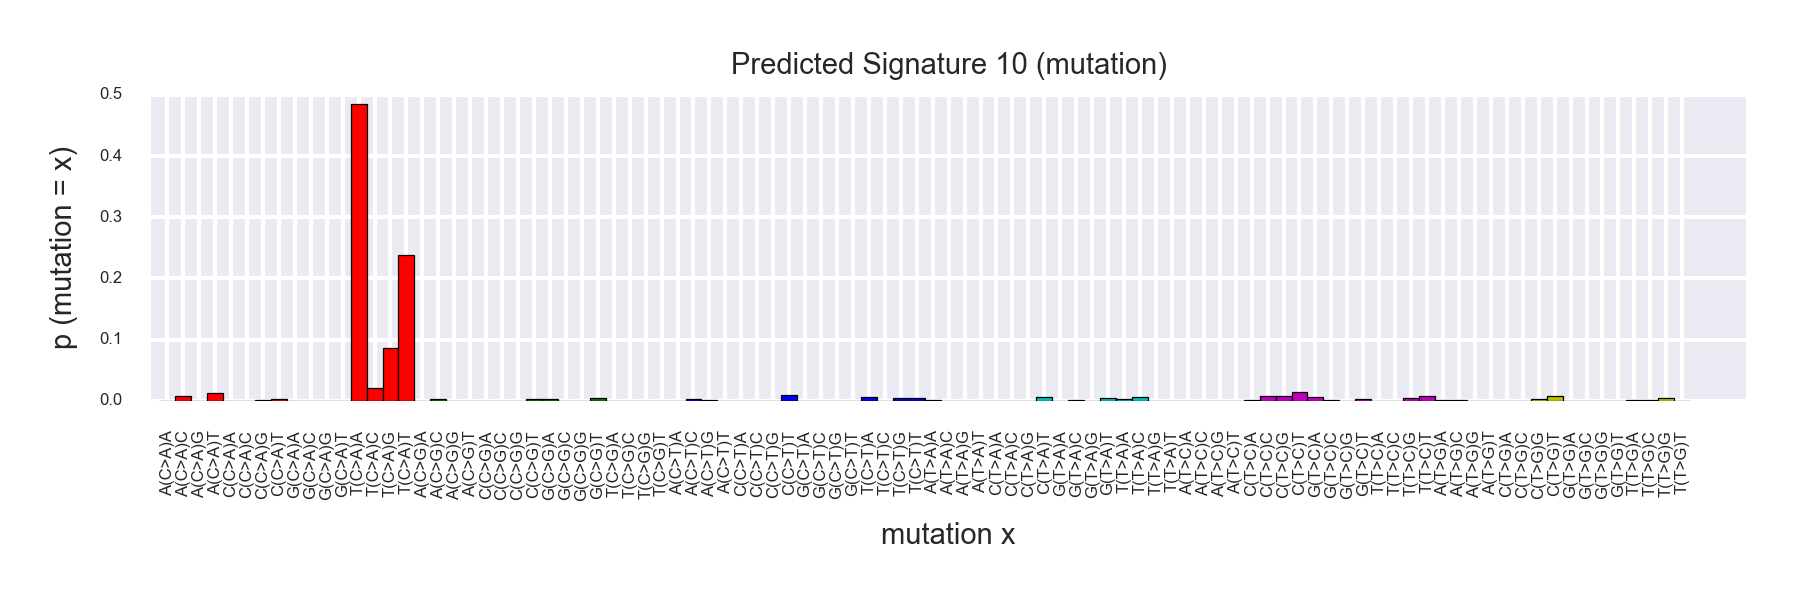 Predicted Signature 10 (mutation)
p (mutation = x)
0.5
0.4
0.3
0.2
0.1
0.0
A(C>A)A
A(C>A)C
A(C>A)G
A(C>A)T
C(C>A)A
C(C>A)C
C(C>A)G
C(C>A)T
G(C>A)A
G(C>A)C
G(C>A)G
G(C>A)T
T(C>A)A
T(C>A)C
T(C>A)G
T(C>A)T
A(C>G)A
A(C>G)C
A(C>G)G
A(C>G)T
C(C>G)A
C(C>G)C
C(C>G)G
C(C>G)T
G(C>G)A
G(C>G)C
G(C>G)G
G(C>G)T
T(C>G)A
T(C>G)C
T(C>G)G
T(C>G)T
A(C>T)A
A(C>T)C
A(C>T)G
A(C>T)T
C(C>T)A
C(C>T)C
C(C>T)G
C(C>T)T
G(C>T)A
G(C>T)C
G(C>T)G
G(C>T)T
T(C>T)A
T(C>T)C
T(C>T)G
T(C>T)T
A(T>A)A
A(T>A)C
A(T>A)G
A(T>A)T
C(T>A)A
C(T>A)C
C(T>A)G
C(T>A)T
G(T>A)A
G(T>A)C
G(T>A)G
G(T>A)T
T(T>A)A
T(T>A)C
T(T>A)G
T(T>A)T
A(T>C)A
A(T>C)C
A(T>C)G
A(T>C)T
C(T>C)A
C(T>C)C
C(T>C)G
C(T>C)T
G(T>C)A
G(T>C)C
G(T>C)G
G(T>C)T
T(T>C)A
T(T>C)C
T(T>C)G
T(T>C)T
A(T>G)A
A(T>G)C
A(T>G)G
A(T>G)T
C(T>G)A
C(T>G)C
C(T>G)G
C(T>G)T
G(T>G)A
G(T>G)C
G(T>G)G
G(T>G)T
T(T>G)A
T(T>G)C
T(T>G)G
T(T>G)T
mutation x